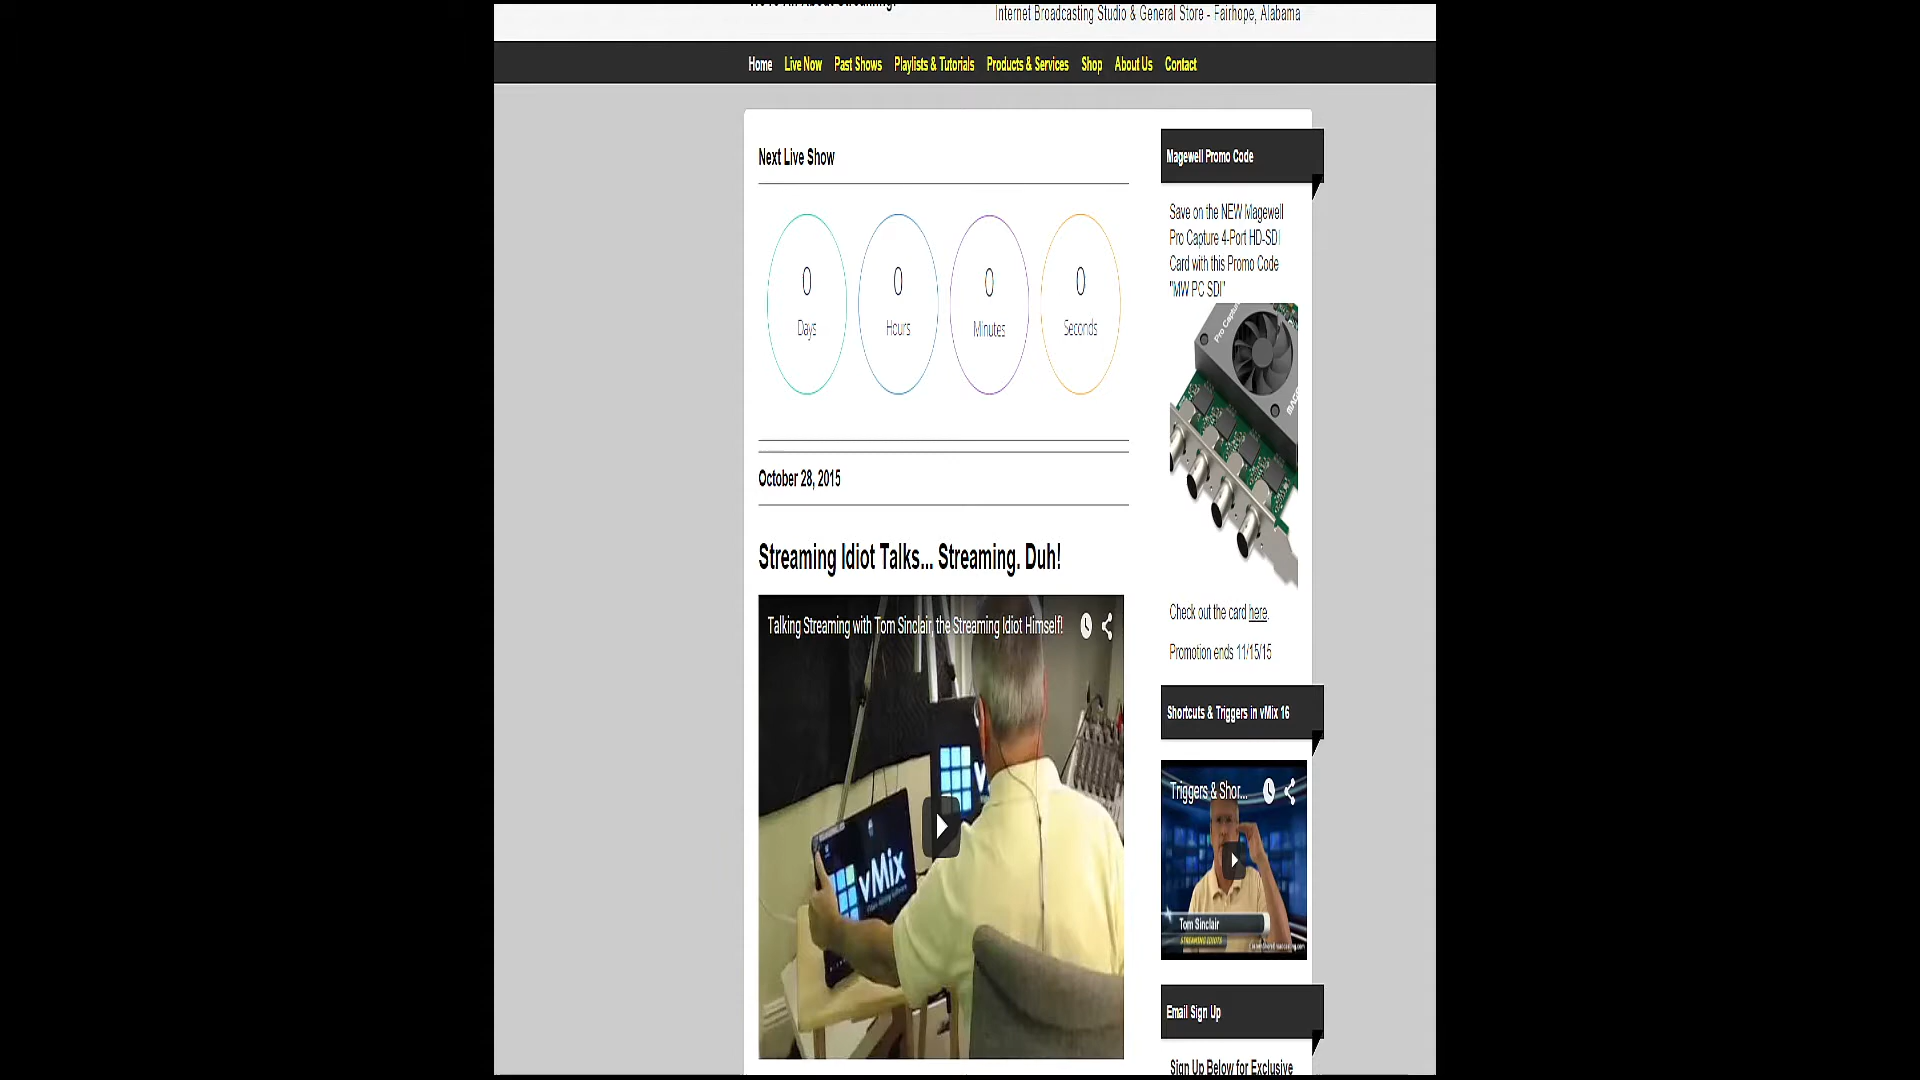 Internet Broadcasting Studio & General Store - Fairhope, Alabama
Home Live Now Past Shows Playlists & Tutorials Products & Services Shop About Us Contact
Next Live Show
0 0 0 0
Days Hours Minutes Seconds
October 28, 2015
Streaming Idiot Talks... Streaming. Duh!
Talking Streaming with Tom Sinclair, the Streaming Idiot Himself!
vMix
Magewell Promo Code
Save on the NEW Magewell
Pro Capture 4-Port HD-SDI
Card with this Promo Code
"MW PC SDI"
Pro Captur
Check out the card here.
Promotion ends 11/15/15
Shortcuts & Triggers in vMix 16
Triggers & Shor...
Tom Sinclair
STREAMING IDIOTS
Email Sign Up
Sign Up Below for Exclusive